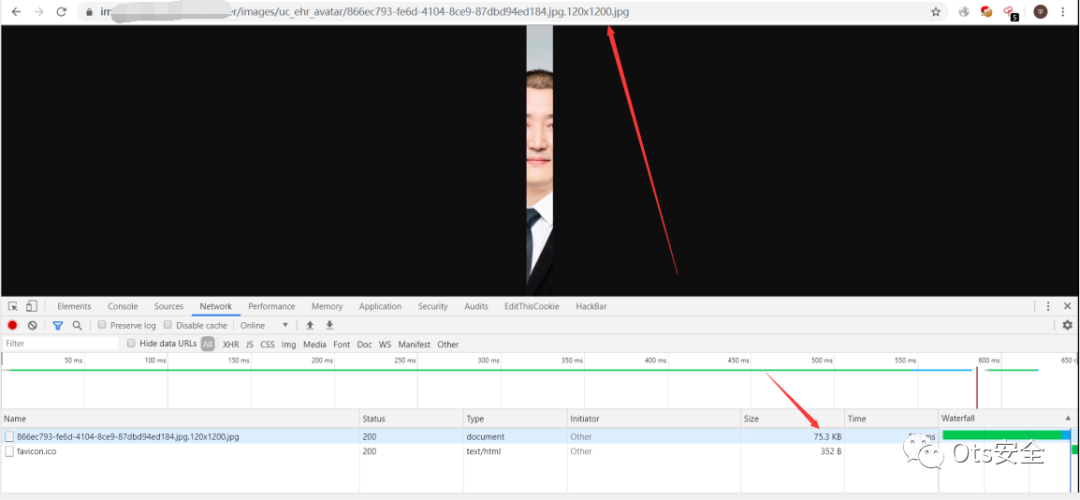 im er/images/uc_ehr_avatar/866ec793-fe6d-4104-8ce9-87dbd94ed184.jpg.120x1200.jpg
5
Elements Console Sources Network Performance Memory Application Security Audits EditThisCookie HackBar
Preserve log Disable cache Online
Filter Hide data URLs All XHR JS CSS Img Media Font Doc WS Manifest Other
50 ms 100 ms 150 ms 200 ms 250 ms 300 ms 350 ms 400 ms 450 ms 500 ms 550 ms 600 ms 650
Name Status Type Initiator Size Time Waterfall
866ec793-fe6d-4104-8ce9-87dbd94ed184.jpg.120x1200.jpg 200 document Other 75.3 KB ms
favicon.ico 200 text/html Other 352 B
Ots安全